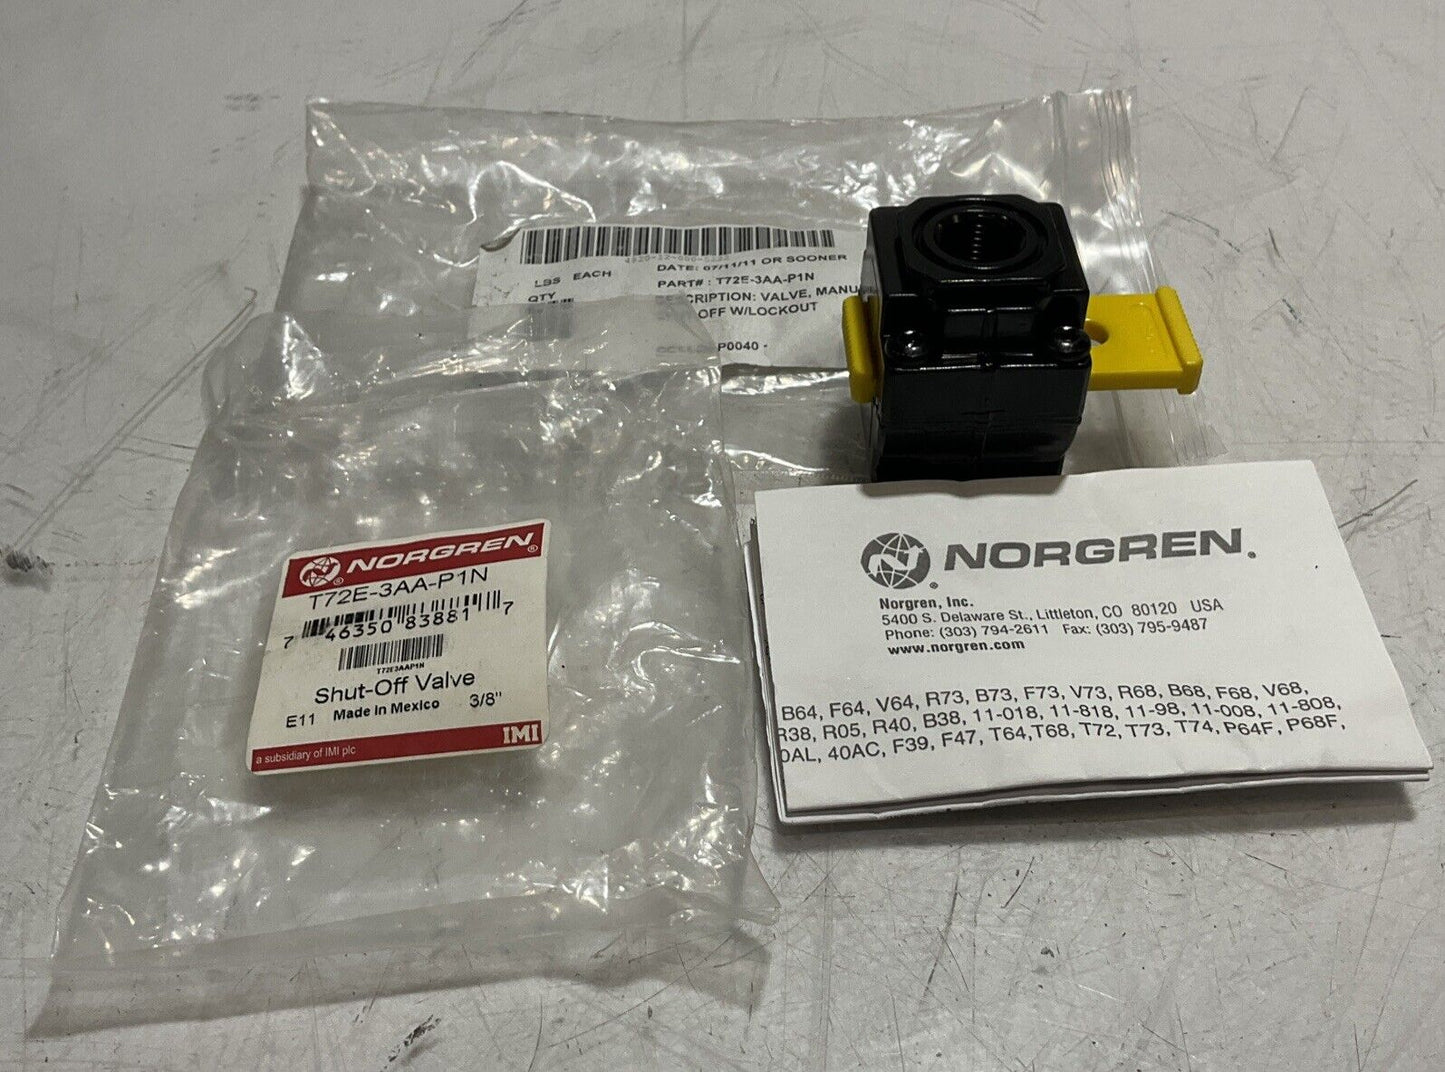 LBS EACH
QTY
DATE: 07/11/11 OR SOONER
PART# : T72E-3AA-P1N
DESCRIPTION: VALVE, MANU
OFF W/LOCKOUT
P0040 -
NORGREN®
T72E-3AA-P1N
7 46350 83881 7
T72E3AAP1N
Shut-Off Valve
E11 Made in Mexico 3/8"
a subsidiary of IMI plc IMI
NORGREN®
Norgren, Inc.
5400 S. Delaware St., Littleton, CO 80120 USA
Phone: (303) 794-2611 Fax: (303) 795-9487
www.norgren.com
B64, F64, V64, R73, B73, F73, V73, R68, B68, F68, V68,
R38, R05, R40, B38, 11-018, 11-818, 11-98, 11-008, 11-808,
0AL, 40AC, F39, F47, T64,T68, T72, T73, T74, P64F, P68F,